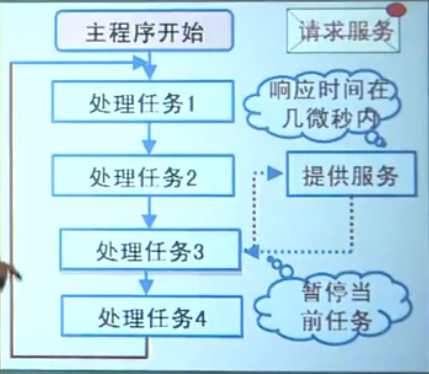 主程序开始
请求服务
处理任务1
响应时间在
几微秒内
处理任务2
提供服务
处理任务3
暂停当
前任务
处理任务4